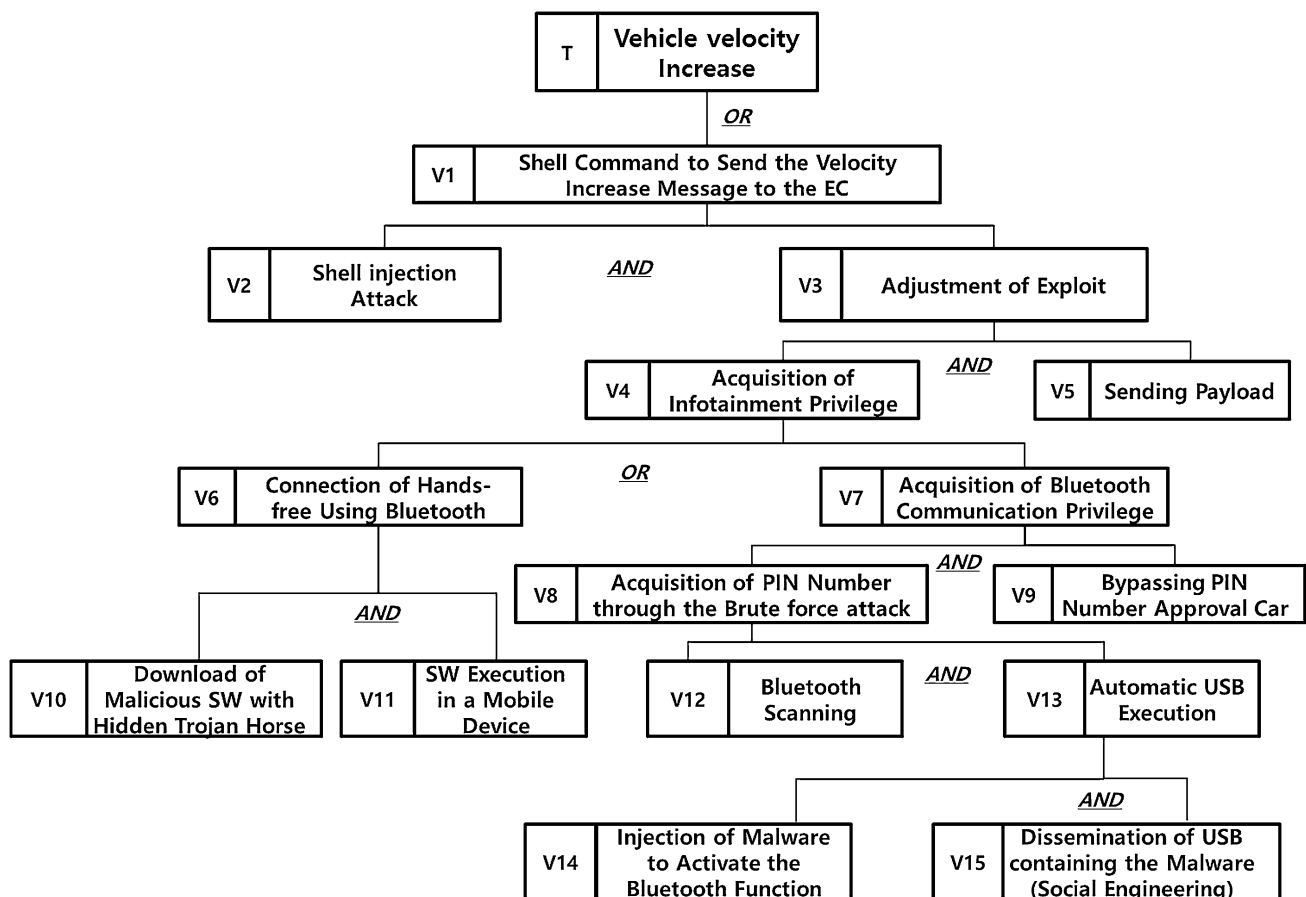 T
Vehicle velocity
Increase
OR
V1
Shell Command to Send the Velocity
Increase Message to the EC
V2
Shell injection
Attack
AND
V3
Adjustment of Exploit
V4
Acquisition of
Infotainment Privilege
AND
V5
Sending Payload
V6
Connection of Hands-
free Using Bluetooth
OR
V7
Acquisition of Bluetooth
Communication Privilege
V8
Acquisition of PIN Number
through the Brute force attack
AND
V9
Bypassing PIN
Number Approval Car
AND
V10
Download of
Malicious SW with
Hidden Trojan Horse
V11
SW Execution
in a Mobile
Device
V12
Bluetooth
Scanning
AND
V13
Automatic USB
Execution
V14
Injection of Malware
to Activate the
Bluetooth Function
AND
V15
Dissemination of USB
containing the Malware
(Social Engineering)